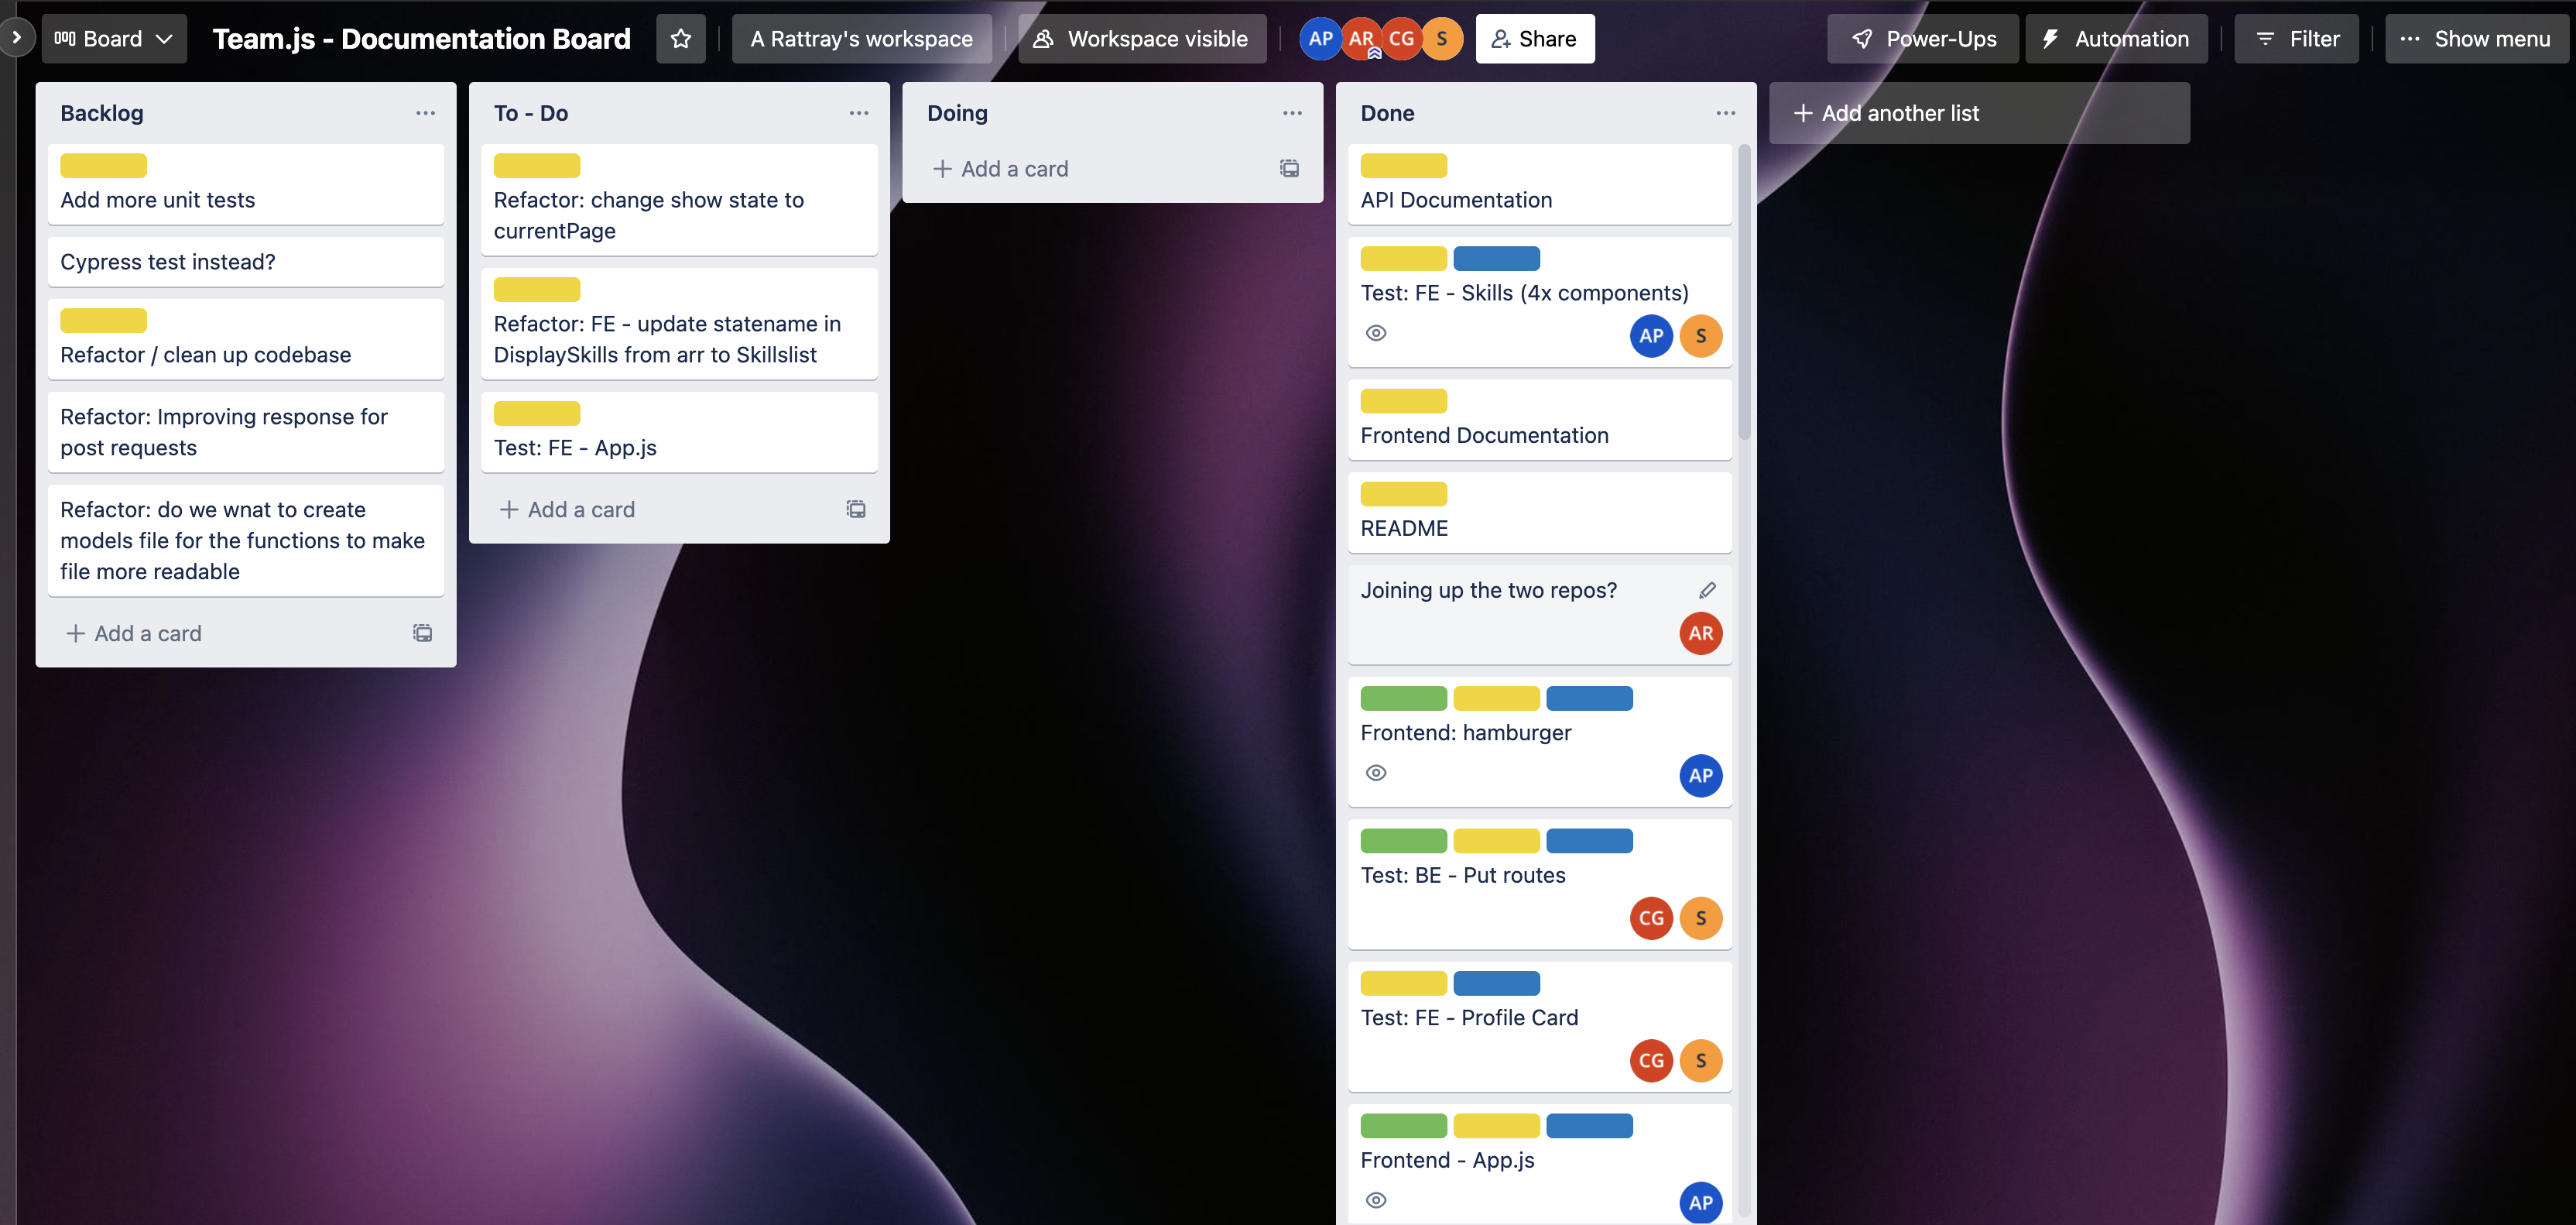 Board
Team.js - Documentation Board
A Rattray's workspace
Workspace visible
AP AR CG S
Share
Power-Ups
Automation
Filter
Show menu
Backlog
Add more unit tests
Cypress test instead?
Refactor / clean up codebase
Refactor: Improving response for
post requests
Refactor: do we wnat to create
models file for the functions to make
file more readable
Add a card
To - Do
Refactor: change show state to
currentPage
Refactor: FE - update statename in
DisplaySkills from arr to Skillslist
Test: FE - App.js
Add a card
Doing
Add a card
Done
API Documentation
Test: FE - Skills (4x components)
AP S
Frontend Documentation
README
Joining up the two repos?
AR
Frontend: hamburger
AP
Test: BE - Put routes
CG S
Test: FE - Profile Card
CG S
Frontend - App.js
AP
Add another list